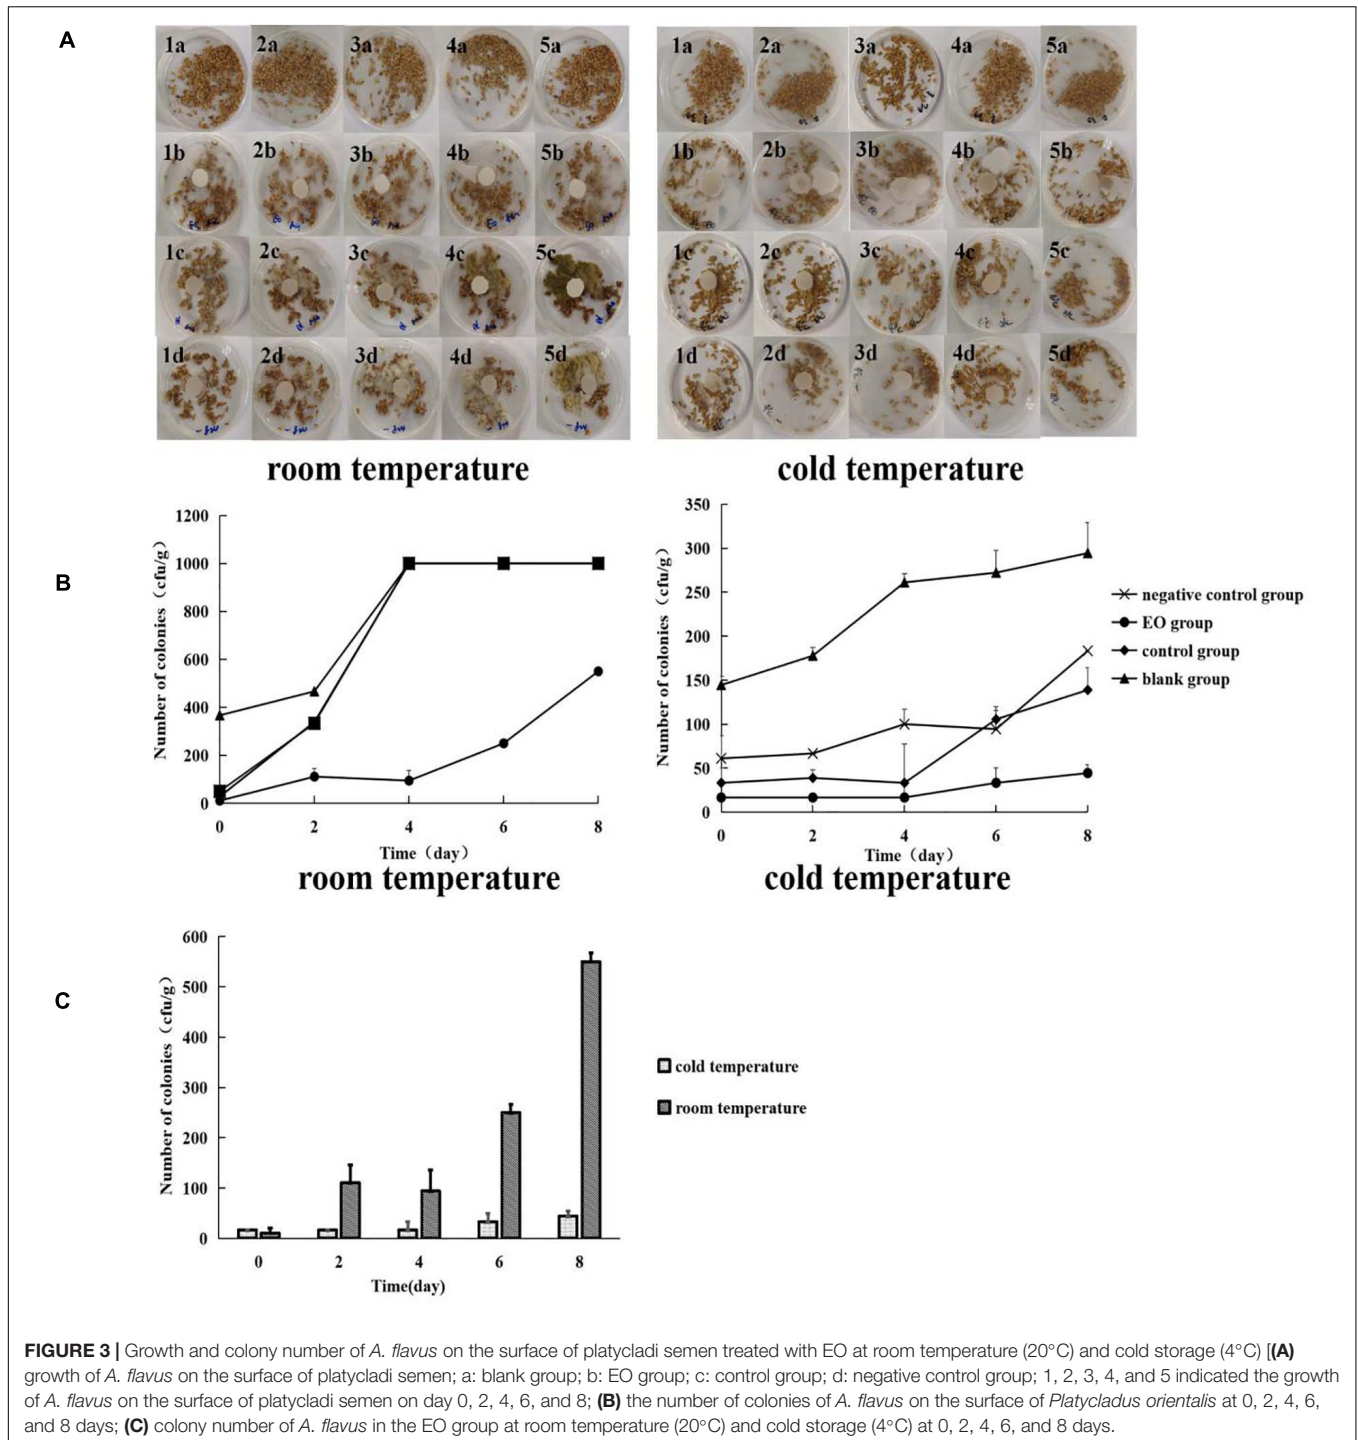 A
1a 2a 3a 4a 5a
1b 2b 3b 4b 5b
1c 2c 3c 4c 5c
1d 2d 3d 4d 5d
room temperature
1a 2a 3a 4a 5a
1b 2b 3b 4b 5b
1c 2c 3c 4c 5c
1d 2d 3d 4d 5d
cold temperature
B
Number of colonies（cfu/g）
1200
1000
800
600
400
200
0
0 2 4 6 8
Time（day）
room temperature
Number of colonies（cfu/g）
350
300
250
200
150
100
50
0
0 2 4 6 8
Time（day）
cold temperature
negative control group
EO group
control group
blank group
C
Number of colonies（cfu/g）
600
500
400
300
200
100
0
0 2 4 6 8
Time(day)
cold temperature
room temperature
FIGURE 3 | Growth and colony number of A. flavus on the surface of platycladi semen treated with EO at room temperature (20°C) and cold storage (4°C) [(A)
growth of A. flavus on the surface of platycladi semen; a: blank group; b: EO group; c: control group; d: negative control group; 1, 2, 3, 4, and 5 indicated the growth
of A. flavus on the surface of platycladi semen on day 0, 2, 4, 6, and 8; (B) the number of colonies of A. flavus on the surface of Platycladus orientalis at 0, 2, 4, 6,
and 8 days; (C) colony number of A. flavus in the EO group at room temperature (20°C) and cold storage (4°C) at 0, 2, 4, 6, and 8 days.